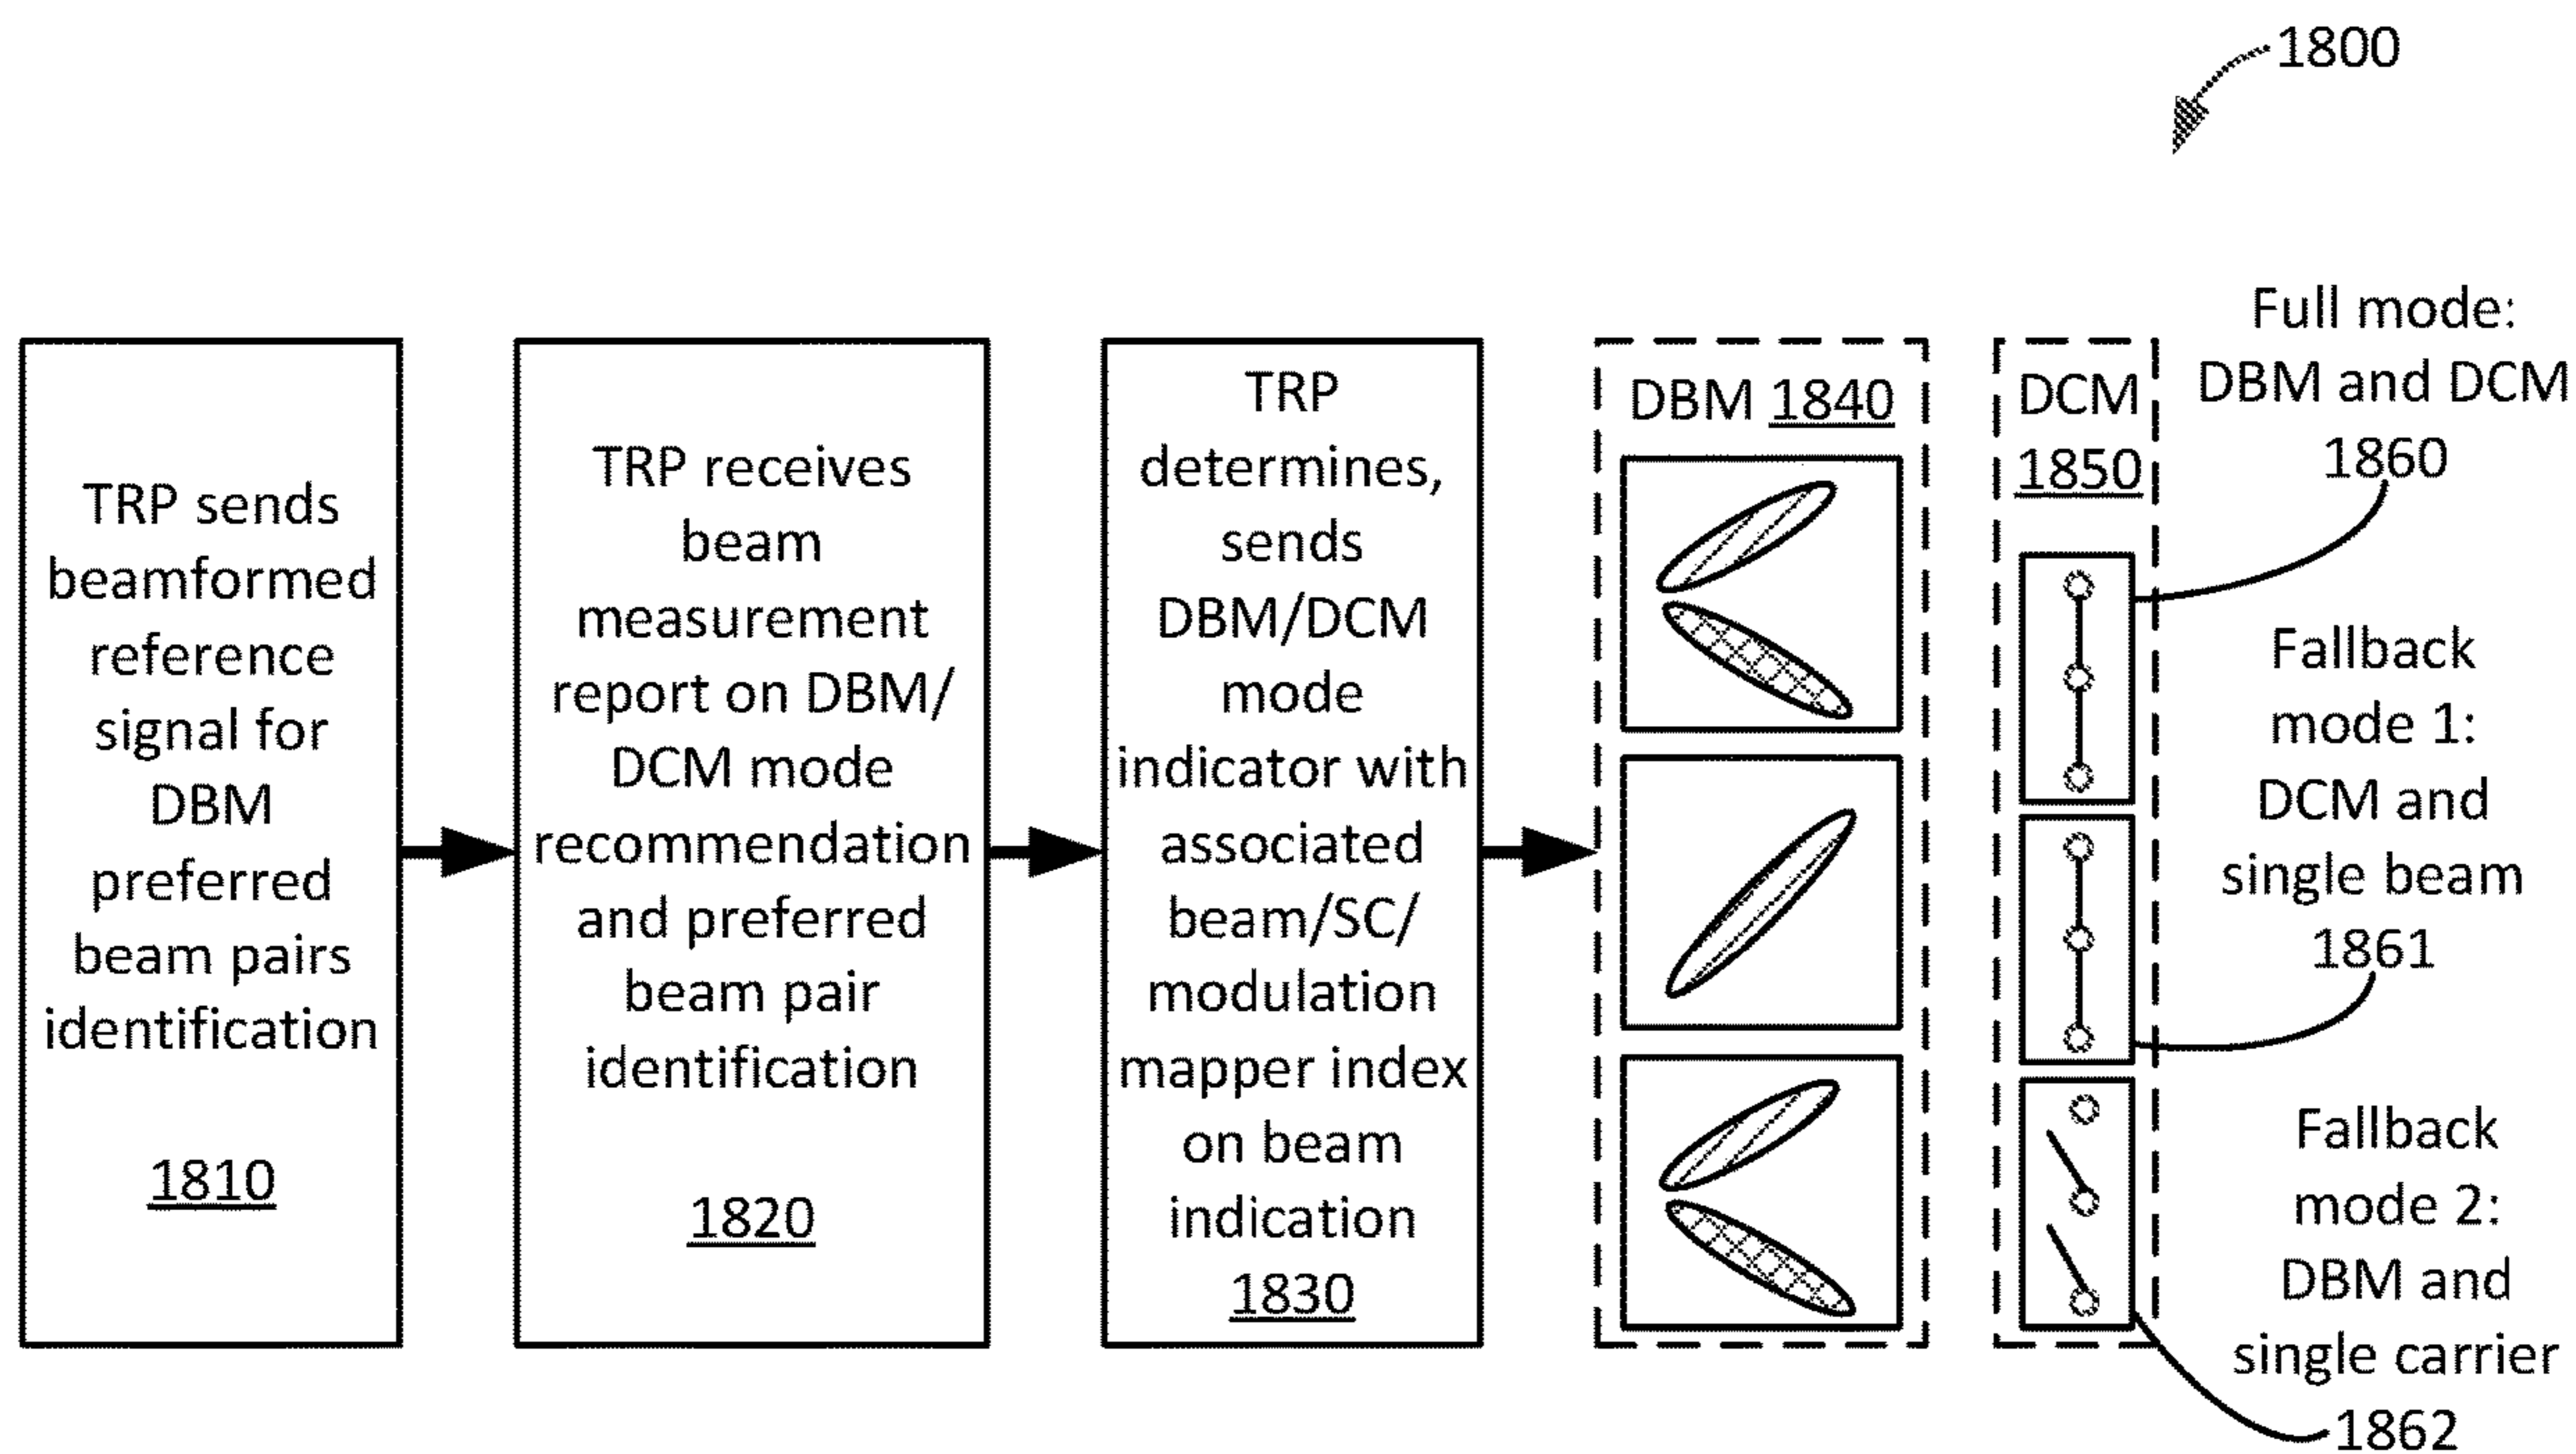 1800
TRP sends
beamformed
reference
signal for
DBM
preferred
beam pairs
identification
1810
TRP receives
beam
measurement
report on DBM/
DCM mode
recommendation
and preferred
beam pair
identification
1820
TRP
determines,
sends
DBM/DCM
mode
indicator with
associated
beam/SC/
modulation
mapper index
on beam
indication
1830
DBM 1840
DCM
1850
Full mode:
DBM and DCM
1860
Fallback
mode 1:
DCM and
single beam
1861
Fallback
mode 2:
DBM and
single carrier
1862